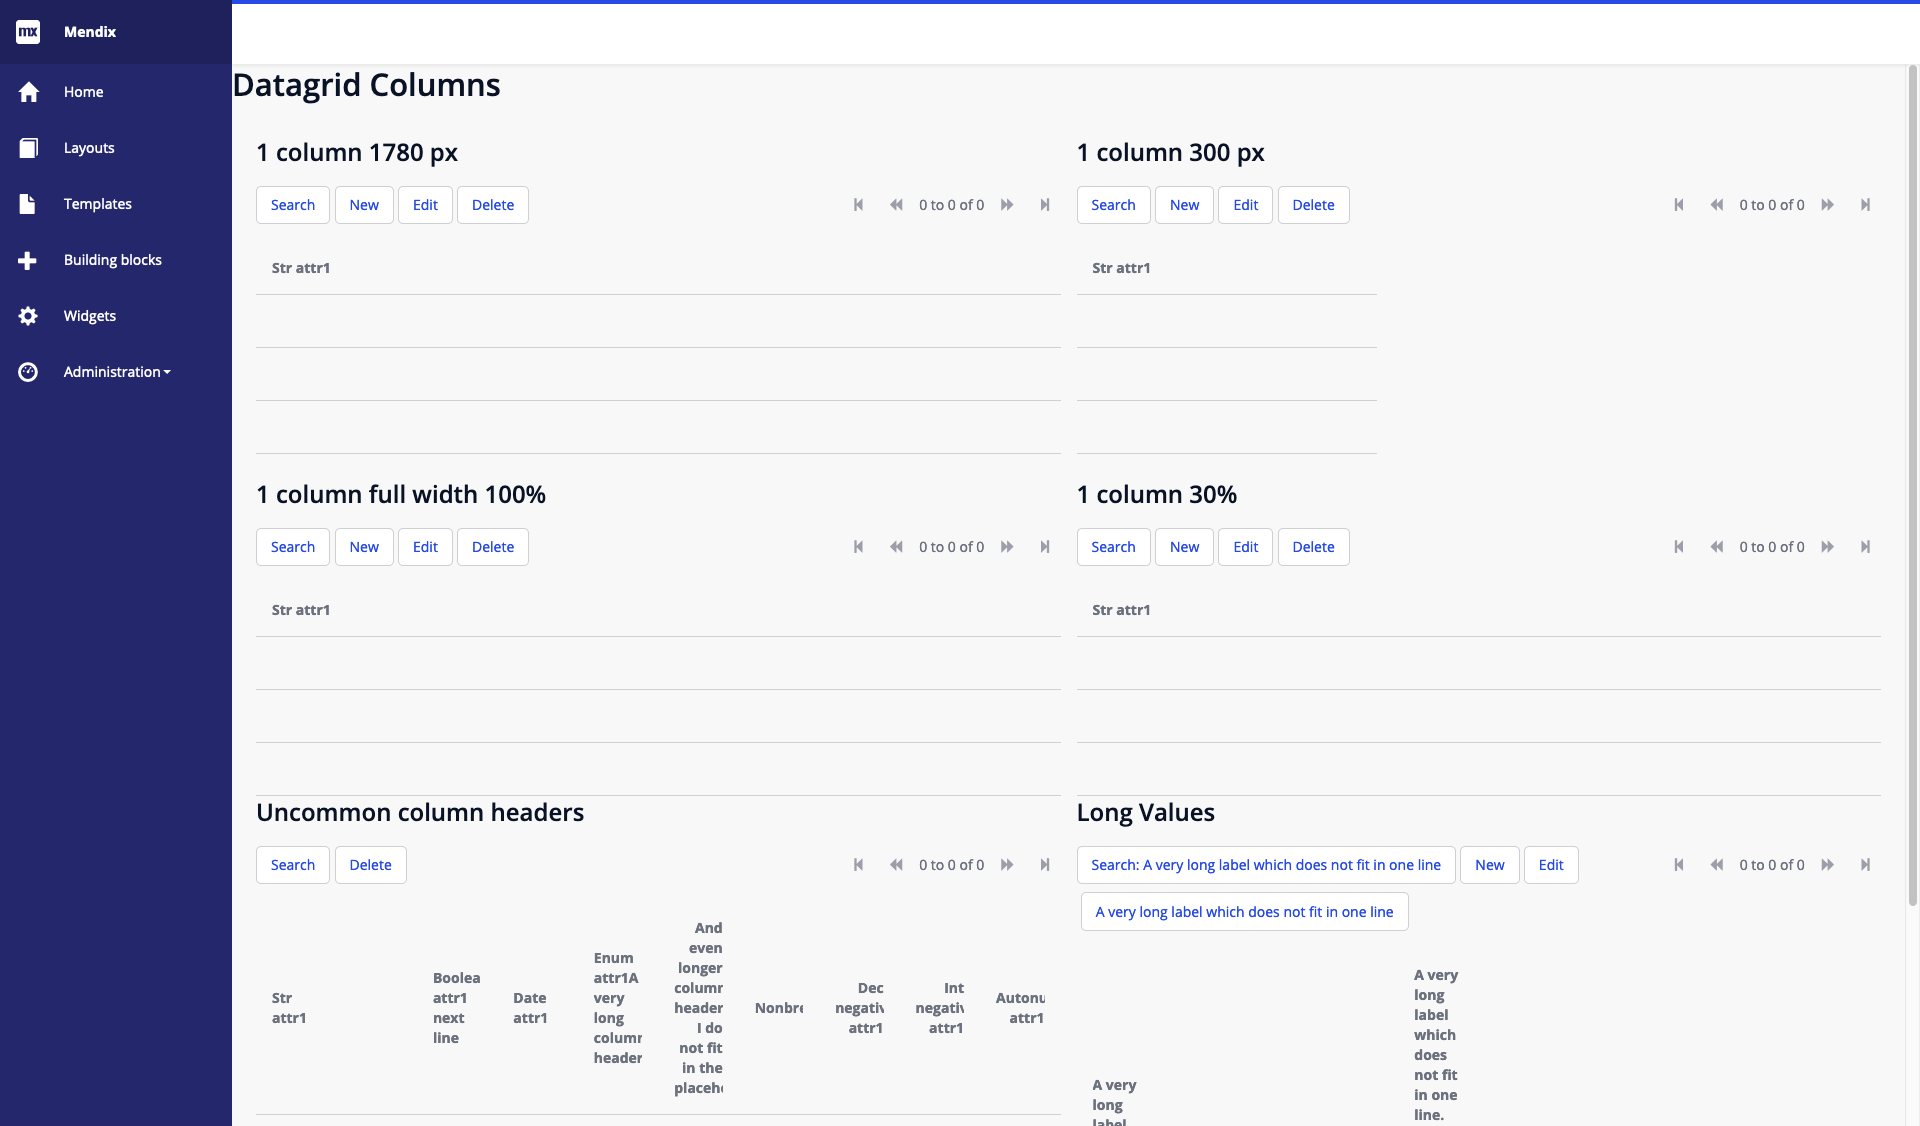 mx Mendix
Home
Layouts
Templates
Building blocks
Widgets
Administration
Datagrid Columns
1 column 1780 px
Search New Edit Delete 0 to 0 of 0
Str attr1
1 column 300 px
Search New Edit Delete 0 to 0 of 0
Str attr1
1 column full width 100%
Search New Edit Delete 0 to 0 of 0
Str attr1
1 column 30%
Search New Edit Delete 0 to 0 of 0
Str attr1
Uncommon column headers
Search Delete 0 to 0 of 0
Str
attr1
Boolea
attr1
next
line
Date
attr1
Enum
attr1A
very
long
column
header
And
even
longer
column
header
I do
not fit
in the
placeh
Nonbre
Dec
negativ
attr1
Int
negativ
attr1
Autonu
attr1
Long Values
Search: A very long label which does not fit in one line New Edit 0 to 0 of 0
A very long label which does not fit in one line
A very
long
label
A very
long
label
which
does
not fit
in one
line.